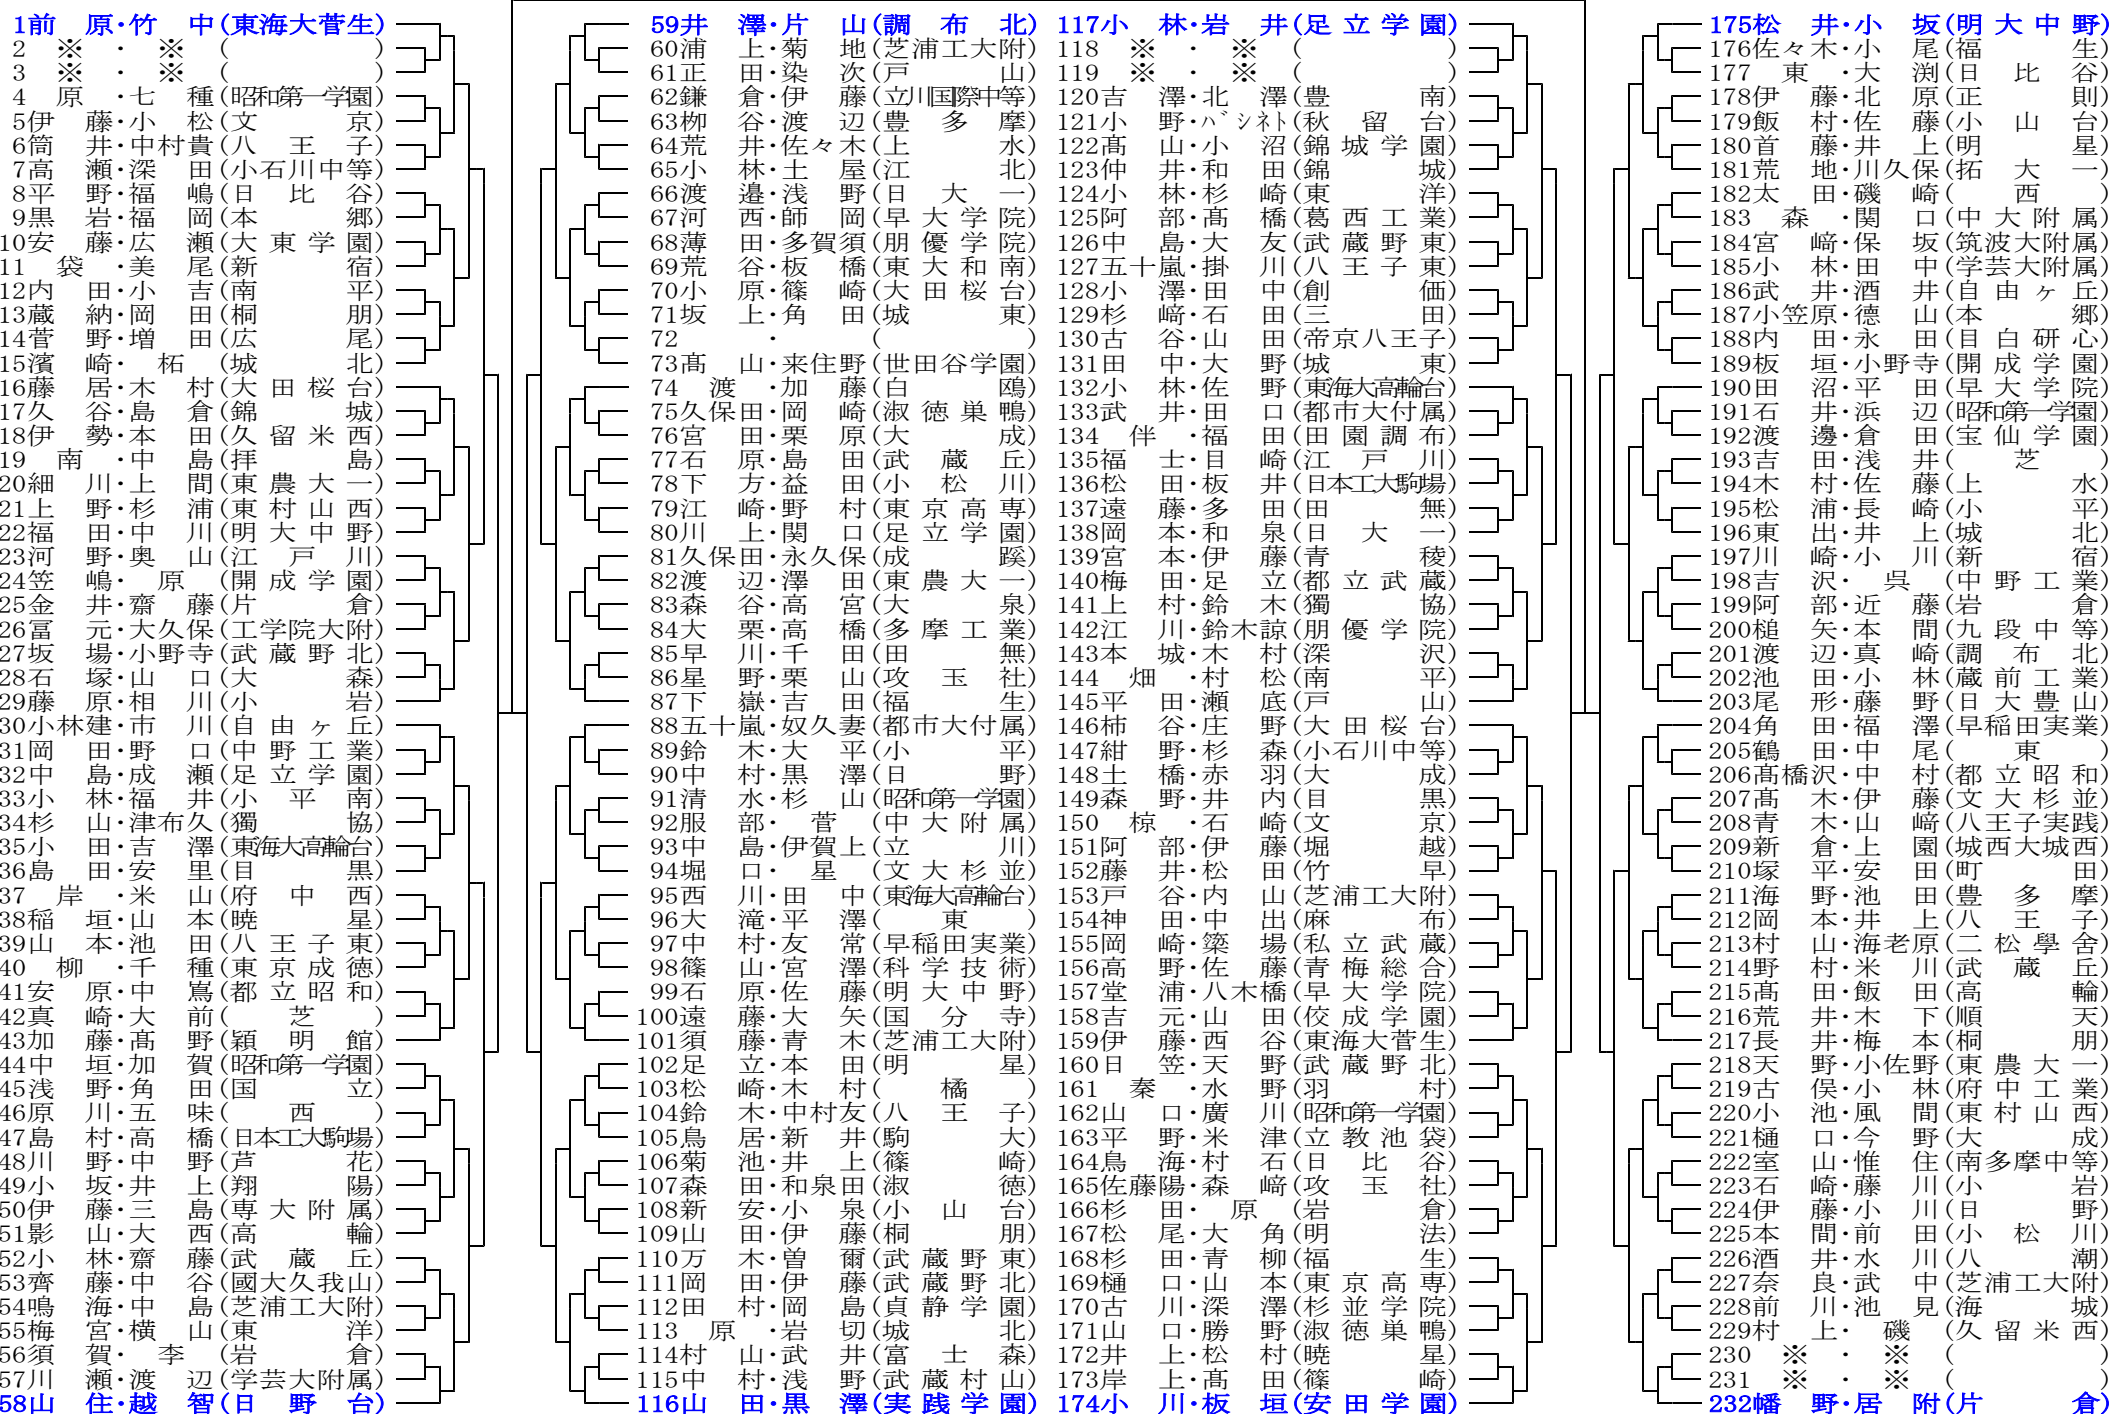 1前 原・竹 中(東海大菅生)
2 ※ ・ ※ ( )
3 ※ ・ ※ ( )
4 原 ・七 種(昭和第一学園)
5伊 藤・小 松(文 京)
6筒 井・中村貴(八 王 子)
7高 瀬・深 田(小石川中等)
8平 野・福 嶋(日 比 谷)
9黒 岩・福 岡(本 郷)
10安 藤・広 瀬(大 東 学 園)
11 袋 ・美 尾(新 宿)
12内 田・小 吉(南 平)
13蔵 納・岡 田(桐 朋)
14菅 野・増 田(広 尾)
15濱 崎・ 柘 (城 北)
16藤 居・木 村(大 田 桜 台)
17久 谷・島 倉(錦 城)
18伊 勢・本 田(久 留 米 西)
19 南 ・中 島(拝 島)
20細 川・上 間(東 農 大 一)
21上 野・杉 浦(東 村 山 西)
22福 田・中 川(明 大 中 野)
23河 野・奥 山(江 戸 川)
24笠 嶋・ 原 (開 成 学 園)
25金 井・齋 藤(片 倉)
26冨 元・大久保(工学院大附)
27坂 場・小野寺(武 蔵 野 北)
28石 塚・山 口(大 森)
29藤 原・相 川(小 岩)
30小林建・市 川(自 由 ヶ 丘)
31岡 田・野 口(中 野 工 業)
32中 島・成 瀬(足 立 学 園)
33小 林・福 井(小 平 南)
34杉 山・津布久(獨 協)
35小 田・吉 澤(東海大高輪台)
36島 田・安 里(目 黒)
37 岸 ・米 山(府 中 西)
38稲 垣・山 本(暁 星)
39山 本・池 田(八 王 子 東)
40 柳 ・千 種(東 京 成 徳)
41安 原・中 嶌(都 立 昭 和)
42真 崎・大 前( 芝 )
43加 藤・髙 野(穎 明 館)
44中 垣・加 賀(昭和第一学園)
45浅 野・角 田(国 立)
46原 川・五 味( 西 )
47島 村・高 橋(日本工大駒場)
48川 野・中 野(芦 花)
49小 坂・井 上(翔 陽)
50伊 藤・三 島(専 大 附 属)
51影 山・大 西(高 輪)
52小 林・齋 藤(武 蔵 丘)
53齊 藤・中 谷(國大久我山)
54鳴 海・中 島(芝浦工大附)
55梅 宮・横 山(東 洋)
56須 賀・ 李 (岩 倉)
57川 瀬・渡 辺(学芸大附属)
58山 住・越 智(日 野 台)
59井 澤・片 山(調 布 北)
60浦 上・菊 地(芝浦工大附)
61正 田・染 次(戸 山)
62鎌 倉・伊 藤(立川国際中等)
63栁 谷・渡 辺(豊 多 摩)
64荒 井・佐々木(上 水)
65小 林・土 屋(江 北)
66渡 邉・浅 野(日 大 一)
67河 西・師 岡(早 大 学 院)
68薄 田・多賀須(朋 優 学 院)
69荒 谷・板 橋(東 大 和 南)
70小 原・篠 崎(大 田 桜 台)
71坂 上・角 田(城 東)
72 ・ ( )
73髙 山・来住野(世田谷学園)
74 渡 ・加 藤(白 鴎)
75久保田・岡 崎(淑 徳 巣 鴨)
76宮 田・栗 原(大 成)
77石 原・島 田(武 蔵 丘)
78下 方・益 田(小 松 川)
79江 崎・野 村(東 京 高 専)
80川 上・関 口(足 立 学 園)
81久保田・永久保(成 蹊)
82渡 辺・澤 田(東 農 大 一)
83森 谷・高 宮(大 泉)
84大 栗・高 橋(多 摩 工 業)
85早 川・千 田(田 無)
86星 野・栗 山(攻 玉 社)
87下 嶽・吉 田(福 生)
88五十嵐・奴久妻(都市大付属)
89鈴 木・大 平(小 平)
90中 村・黒 澤(日 野)
91清 水・杉 山(昭和第一学園)
92服 部・ 菅 (中 大 附 属)
93中 島・伊賀上(立 川)
94堀 口・ 星 (文 大 杉 並)
95西 川・田 中(東海大高輪台)
96大 滝・平 澤( 東 )
97中 村・友 常(早稲田実業)
98篠 山・宮 澤(科 学 技 術)
99石 原・佐 藤(明 大 中 野)
100遠 藤・大 矢(国 分 寺)
101須 藤・青 木(芝浦工大附)
102足 立・本 田(明 星)
103松 崎・木 村( 橘 )
104鈴 木・中村友(八 王 子)
105鳥 居・新 井(駒 大)
106菊 池・井 上(篠 崎)
107森 田・和泉田(淑 徳)
108新 安・小 泉(小 山 台)
109山 田・伊 藤(桐 朋)
110万 木・曽 爾(武 蔵 野 東)
111岡 田・伊 藤(武 蔵 野 北)
112田 村・岡 島(貞 静 学 園)
113 原 ・岩 切(城 北)
114村 山・武 井(富 士 森)
115中 村・浅 野(武 蔵 村 山)
116山 田・黒 澤(実 践 学 園)
117小 林・岩 井(足 立 学 園)
118 ※ ・ ※ ( )
119 ※ ・ ※ ( )
120吉 澤・北 澤(豊 南)
121小 野・バシネト(秋 留 台)
122髙 山・小 沼(錦 城 学 園)
123仲 井・和 田(錦 城)
124小 林・杉 崎(東 洋)
125阿 部・髙 橋(葛 西 工 業)
126中 島・大 友(武 蔵 野 東)
127五十嵐・掛 川(八 王 子 東)
128小 澤・田 中(創 価)
129杉 﨑・石 田(三 田)
130古 谷・山 田(帝京八王子)
131田 中・大 野(城 東)
132小 林・佐 野(東海大高輪台)
133武 井・田 口(都市大付属)
134 伴 ・福 田(田 園 調 布)
135福 士・目 崎(江 戸 川)
136松 田・板 井(日本工大駒場)
137遠 藤・多 田(田 無)
138岡 本・和 泉(日 大 一)
139宮 本・伊 藤(青 稜)
140梅 田・足 立(都 立 武 蔵)
141上 村・鈴 木(獨 協)
142江 川・鈴木諒(朋 優 学 院)
143本 城・木 村(深 沢)
144 畑 ・村 松(南 平)
145平 田・瀬 底(戸 山)
146柿 谷・庄 野(大 田 桜 台)
147紺 野・杉 森(小石川中等)
148土 橋・赤 羽(大 成)
149森 野・井 内(目 黒)
150 椋 ・石 崎(文 京)
151阿 部・伊 藤(堀 越)
152藤 井・松 田(竹 早)
153戸 谷・内 山(芝浦工大附)
154神 田・中 出(麻 布)
155岡 崎・簗 場(私 立 武 蔵)
156高 野・佐 藤(青 梅 総 合)
157堂 浦・八木橋(早 大 学 院)
158吉 元・山 田(佼 成 学 園)
159伊 藤・西 谷(東海大菅生)
160日 笠・天 野(武 蔵 野 北)
161 秦 ・水 野(羽 村)
162山 口・廣 川(昭和第一学園)
163平 野・米 津(立 教 池 袋)
164鳥 海・村 石(日 比 谷)
165佐藤陽・森 﨑(攻 玉 社)
166杉 田・ 原 (岩 倉)
167松 尾・大 角(明 法)
168杉 田・青 柳(福 生)
169樋 口・山 本(東 京 高 専)
170古 川・深 澤(杉 並 学 院)
171山 口・勝 野(淑 徳 巣 鴨)
172井 上・松 村(暁 星)
173岸 上・髙 田(篠 崎)
174小 川・板 垣(安 田 学 園)
175松 井・小 坂(明 大 中 野)
176佐々木・小 尾(福 生)
177 東 ・大 渕(日 比 谷)
178伊 藤・北 原(正 則)
179飯 村・佐 藤(小 山 台)
180首 藤・井 上(明 星)
181荒 地・川久保(拓 大 一)
182太 田・磯 崎( 西 )
183 森 ・関 口(中 大 附 属)
184宮 﨑・保 坂(筑波大附属)
185小 林・田 中(学芸大附属)
186武 井・酒 井(自 由 ヶ 丘)
187小笠原・徳 山(本 郷)
188内 田・永 田(目 白 研 心)
189板 垣・小野寺(開 成 学 園)
190田 沼・平 田(早 大 学 院)
191石 井・浜 辺(昭和第一学園)
192渡 邊・倉 田(宝 仙 学 園)
193吉 田・浅 井( 芝 )
194木 村・佐 藤(上 水)
195松 浦・長 崎(小 平)
196東 出・井 上(城 北)
197川 崎・小 川(新 宿)
198吉 沢・ 呉 (中 野 工 業)
199阿 部・近 藤(岩 倉)
200槌 矢・本 間(九 段 中 等)
201渡 辺・真 崎(調 布 北)
202池 田・小 林(蔵 前 工 業)
203尾 形・藤 野(日 大 豊 山)
204角 田・福 澤(早稲田実業)
205鶴 田・中 尾( 東 )
206髙橋沢・中 村(都 立 昭 和)
207髙 木・伊 藤(文 大 杉 並)
208青 木・山 﨑(八王子実践)
209新 倉・上 園(城西大城西)
210塚 平・安 田(町 田)
211海 野・池 田(豊 多 摩)
212岡 本・井 上(八 王 子)
213村 山・海老原(二 松 學 舎)
214野 村・米 川(武 蔵 丘)
215髙 田・飯 田(高 輪)
216荒 井・木 下(順 天)
217長 井・梅 本(桐 朋)
218天 野・小佐野(東 農 大 一)
219古 俣・小 林(府 中 工 業)
220小 池・風 間(東 村 山 西)
221樋 口・今 野(大 成)
222室 山・惟 住(南多摩中等)
223石 崎・藤 川(小 岩)
224伊 藤・小 川(日 野)
225本 間・前 田(小 松 川)
226酒 井・水 川(八 潮)
227奈 良・武 中(芝浦工大附)
228前 川・池 見(海 城)
229村 上・ 磯 (久 留 米 西)
230 ※ ・ ※ ( )
231 ※ ・ ※ ( )
232幡 野・居 附(片 倉)